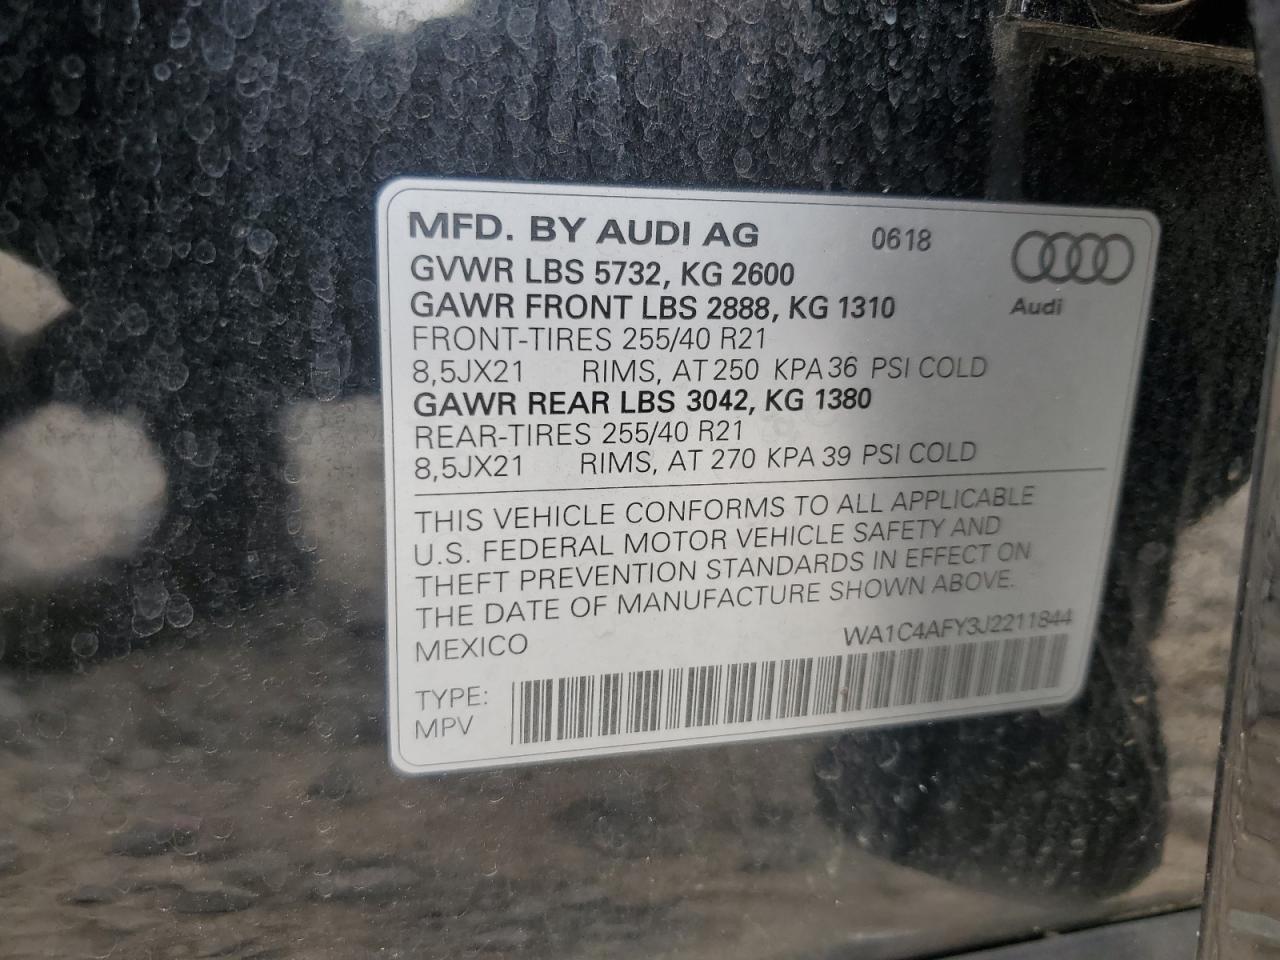 MFD. BY AUDI AG 0618
GVWR LBS 5732, KG 2600
GAWR FRONT LBS 2888, KG 1310
Audi
FRONT-TIRES 255/40 R21
8,5JX21 RIMS, AT 250 KPA 36 PSI COLD
GAWR REAR LBS 3042, KG 1380
REAR-TIRES 255/40 R21
8,5JX21 RIMS, AT 270 KPA 39 PSI COLD
THIS VEHICLE CONFORMS TO ALL APPLICABLE
U.S. FEDERAL MOTOR VEHICLE SAFETY AND
THEFT PREVENTION STANDARDS IN EFFECT ON
THE DATE OF MANUFACTURE SHOWN ABOVE.
MEXICO WA1C4AFY3J2211844
TYPE:
MPV